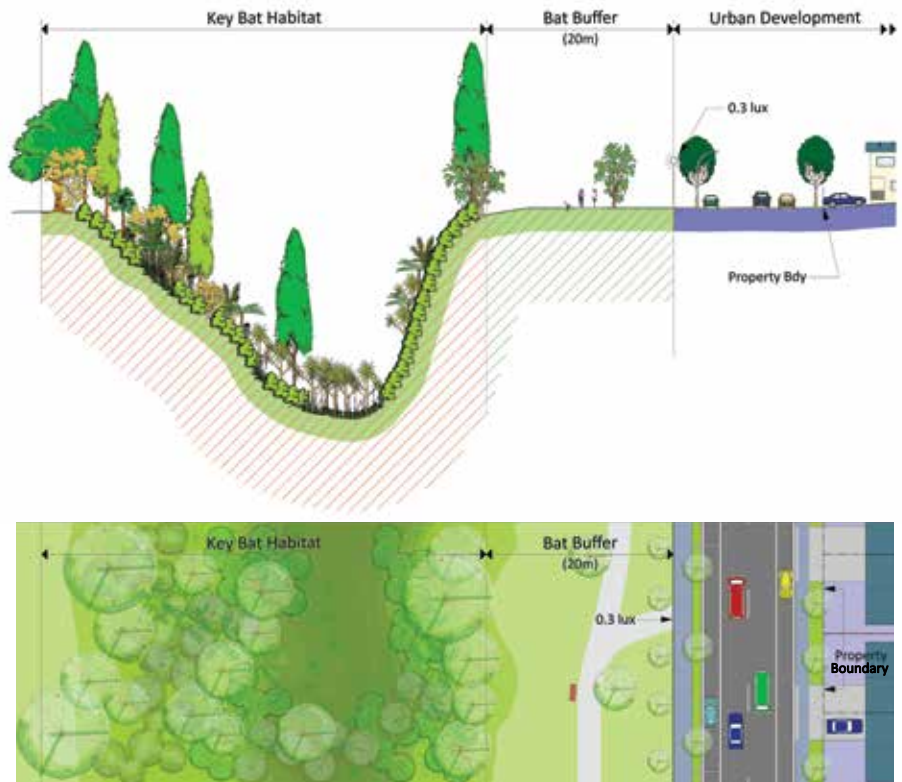 Key Bat Habitat
Bat Buffer
(20m)
Urban Development
0.3 lux
Property Bdy
Key Bat Habitat
Bat Buffer
(20m)
0.3 lux
Property
Boundary